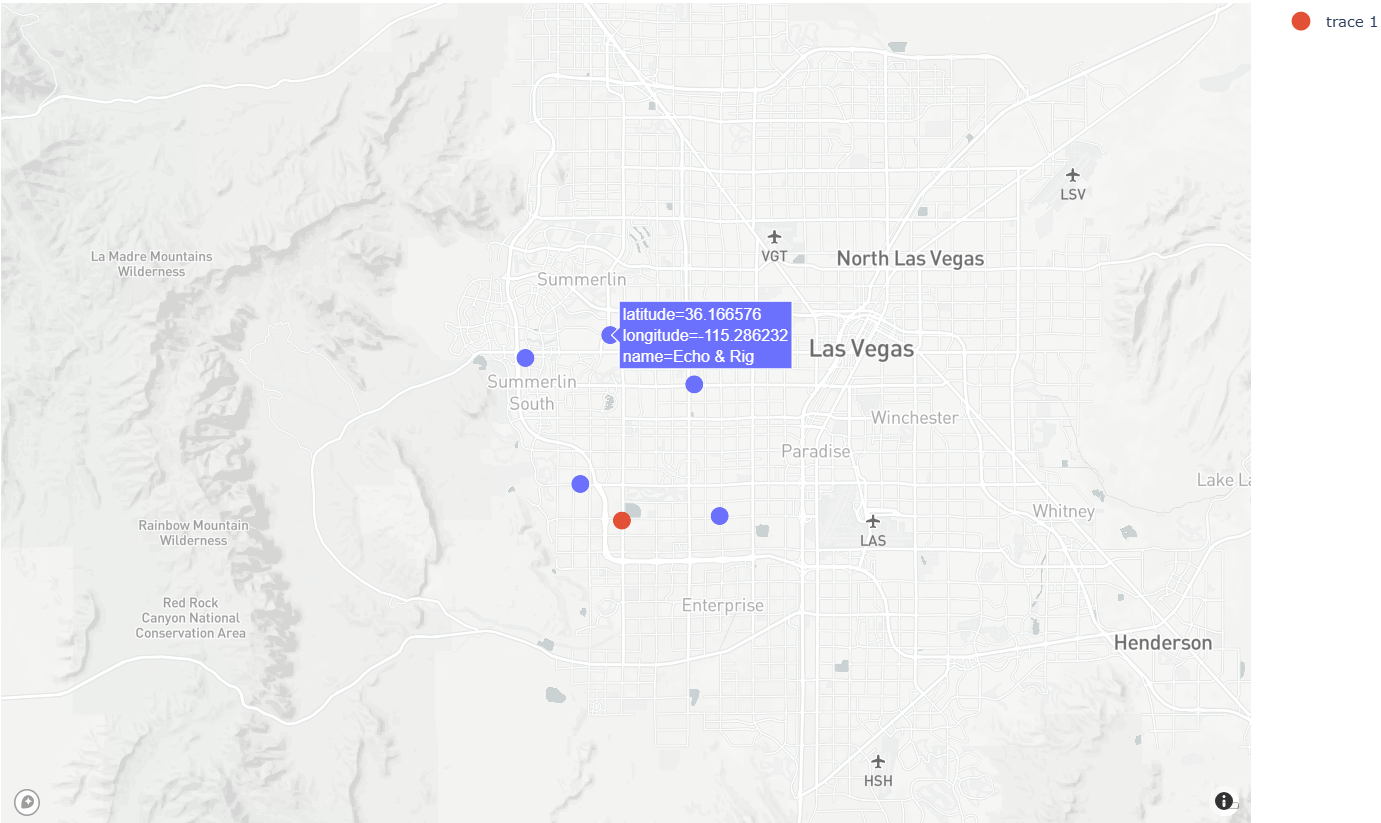 trace 1
LSV
VGT
North Las Vegas
La Madre Mountains
Wilderness
Summerlin
latitude=36.166576
longitude=-115.286232
name=Echo & Rig
Las Vegas
Summerlin
South
Winchester
Paradise
Lake La
Whitney
Rainbow Mountain
Wilderness
LAS
Red Rock
Canyon National
Conservation Area
Enterprise
Henderson
HSH